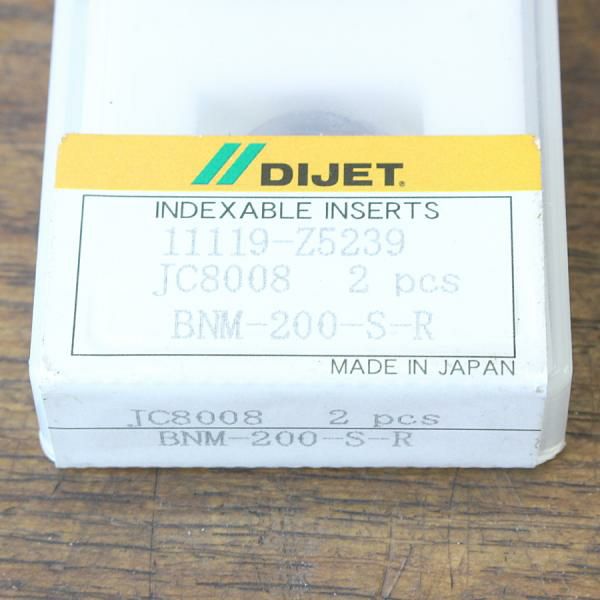 DIJET®
INDEXABLE INSERTS
11119-Z5239
JC8008 2 pcs
BNM-200-S-R
MADE IN JAPAN
JC8008 2 pcs
BNM-200-S-R